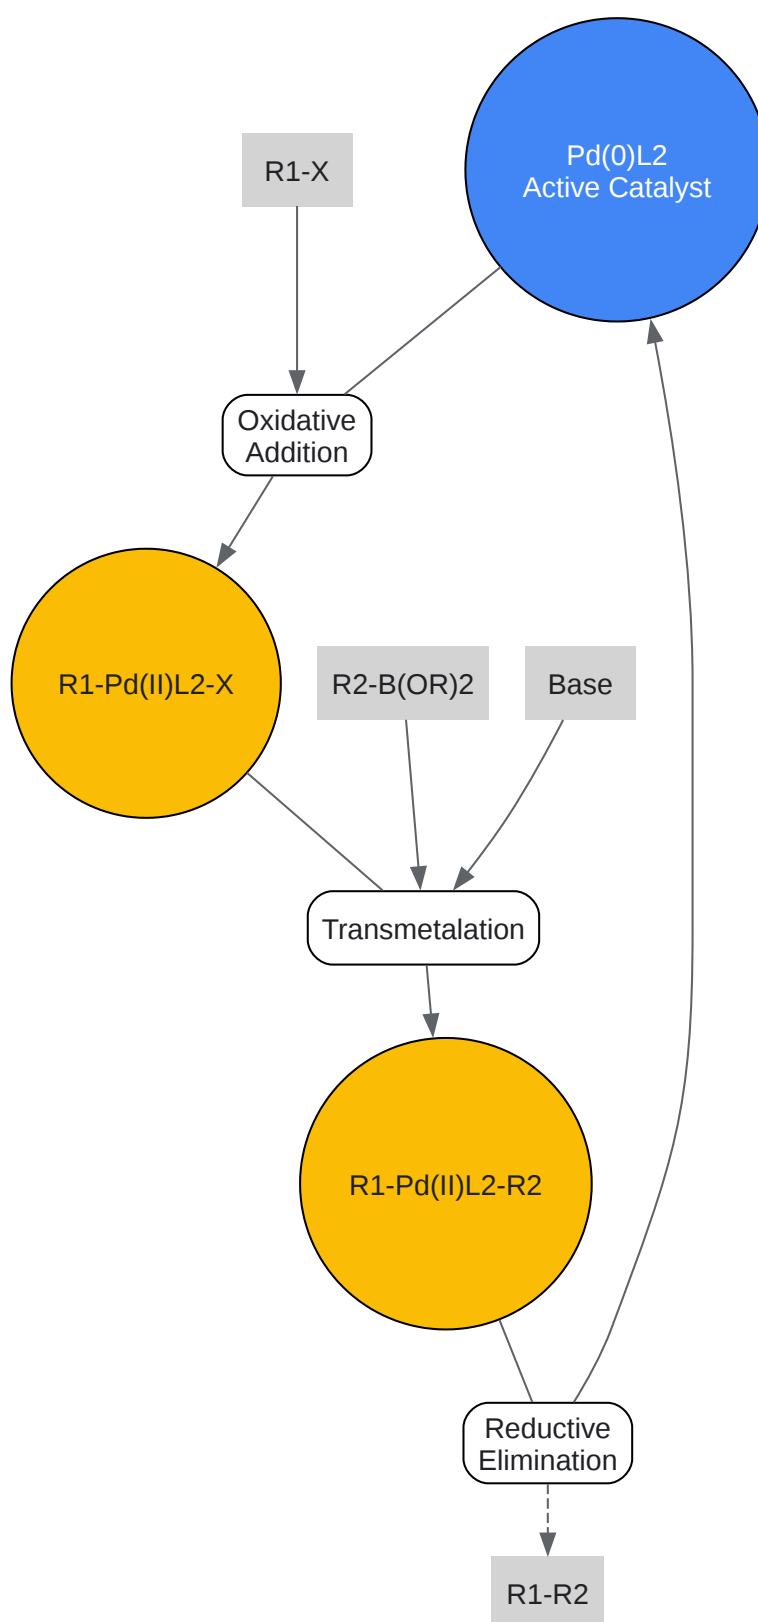 Pd(0)L2
Active Catalyst
R1-X
Oxidative
Addition
R1-Pd(II)L2-X
R2-B(OR)2
Base
Transmetalation
R1-Pd(II)L2-R2
Reductive
Elimination
R1-R2